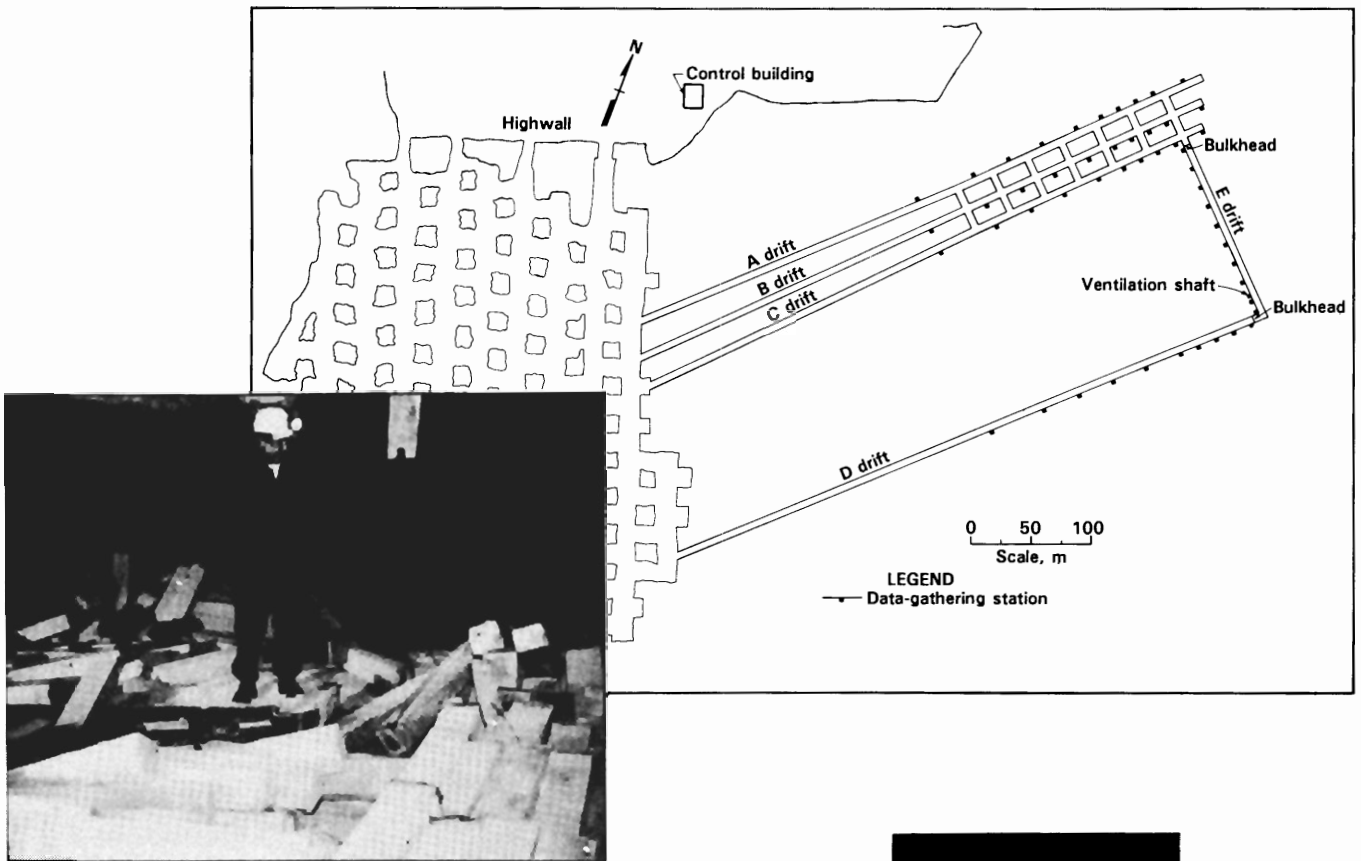 N
Control building
Highwall
Bulkhead
E drift
A drift
B drift
C drift
Ventilation shaft
Bulkhead
D drift
0 50 100
Scale, m
LEGEND
Data-gathering station